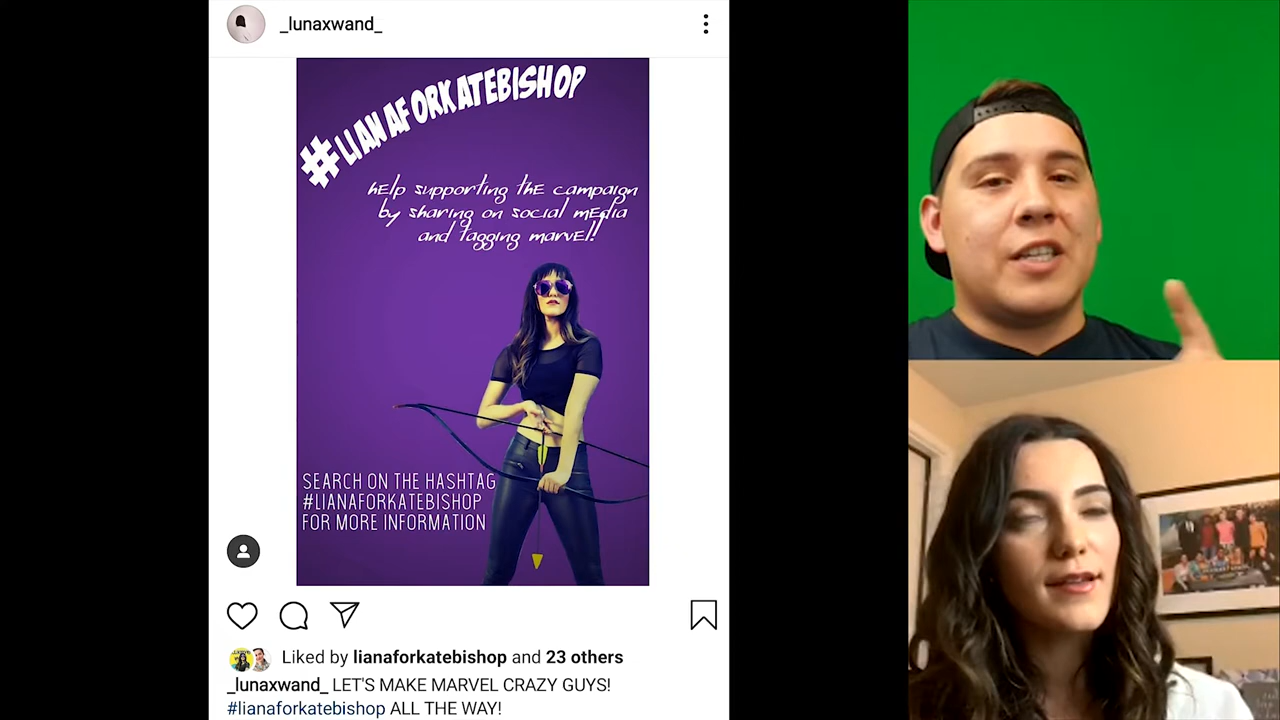 _lunaxwand_
#LIANAFORKATEBISHOP
help supporting the campaign
by sharing on social media
and tagging marvel!!
SEARCH ON THE HASHTAG
#LIANAFORKATEBISHOP
FOR MORE INFORMATION
Liked by lianaforkatebishop and 23 others
_lunaxwand_ LET'S MAKE MARVEL CRAZY GUYS!
#lianaforkatebishop ALL THE WAY!